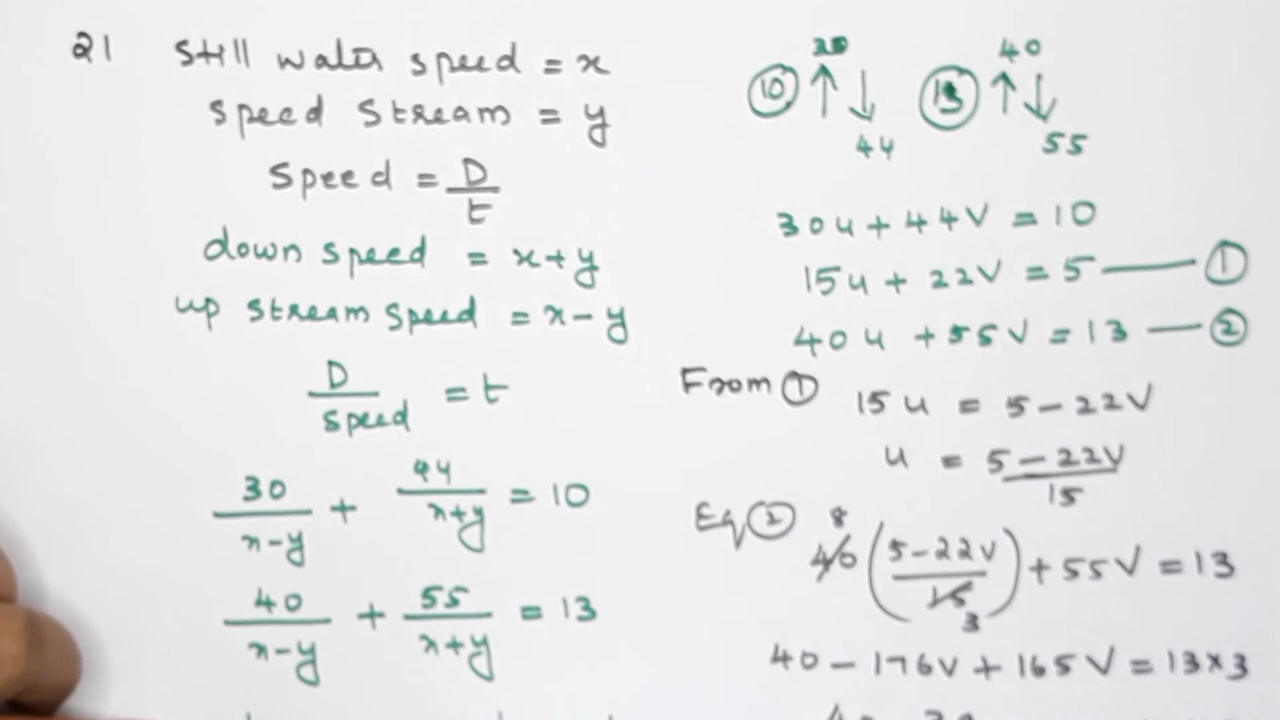 21 Still water speed = x
speed Stream = y
Speed = D/t
down speed = x+y
up stream speed = x-y
D/speed = t
30/x-y + 44/x+y = 10
40/x-y + 55/x+y = 13
10 ↑ ↓ 44
13 40 ↑ ↓ 55
30u + 44V = 10
15u + 22V = 5 — 1
40u + 55V = 13 — 2
From 1 15u = 5-22V
u = 5-22V/15
Eq 2 8 40 (5-22V/15 3) + 55V = 13
40 - 176V + 165V = 13×3